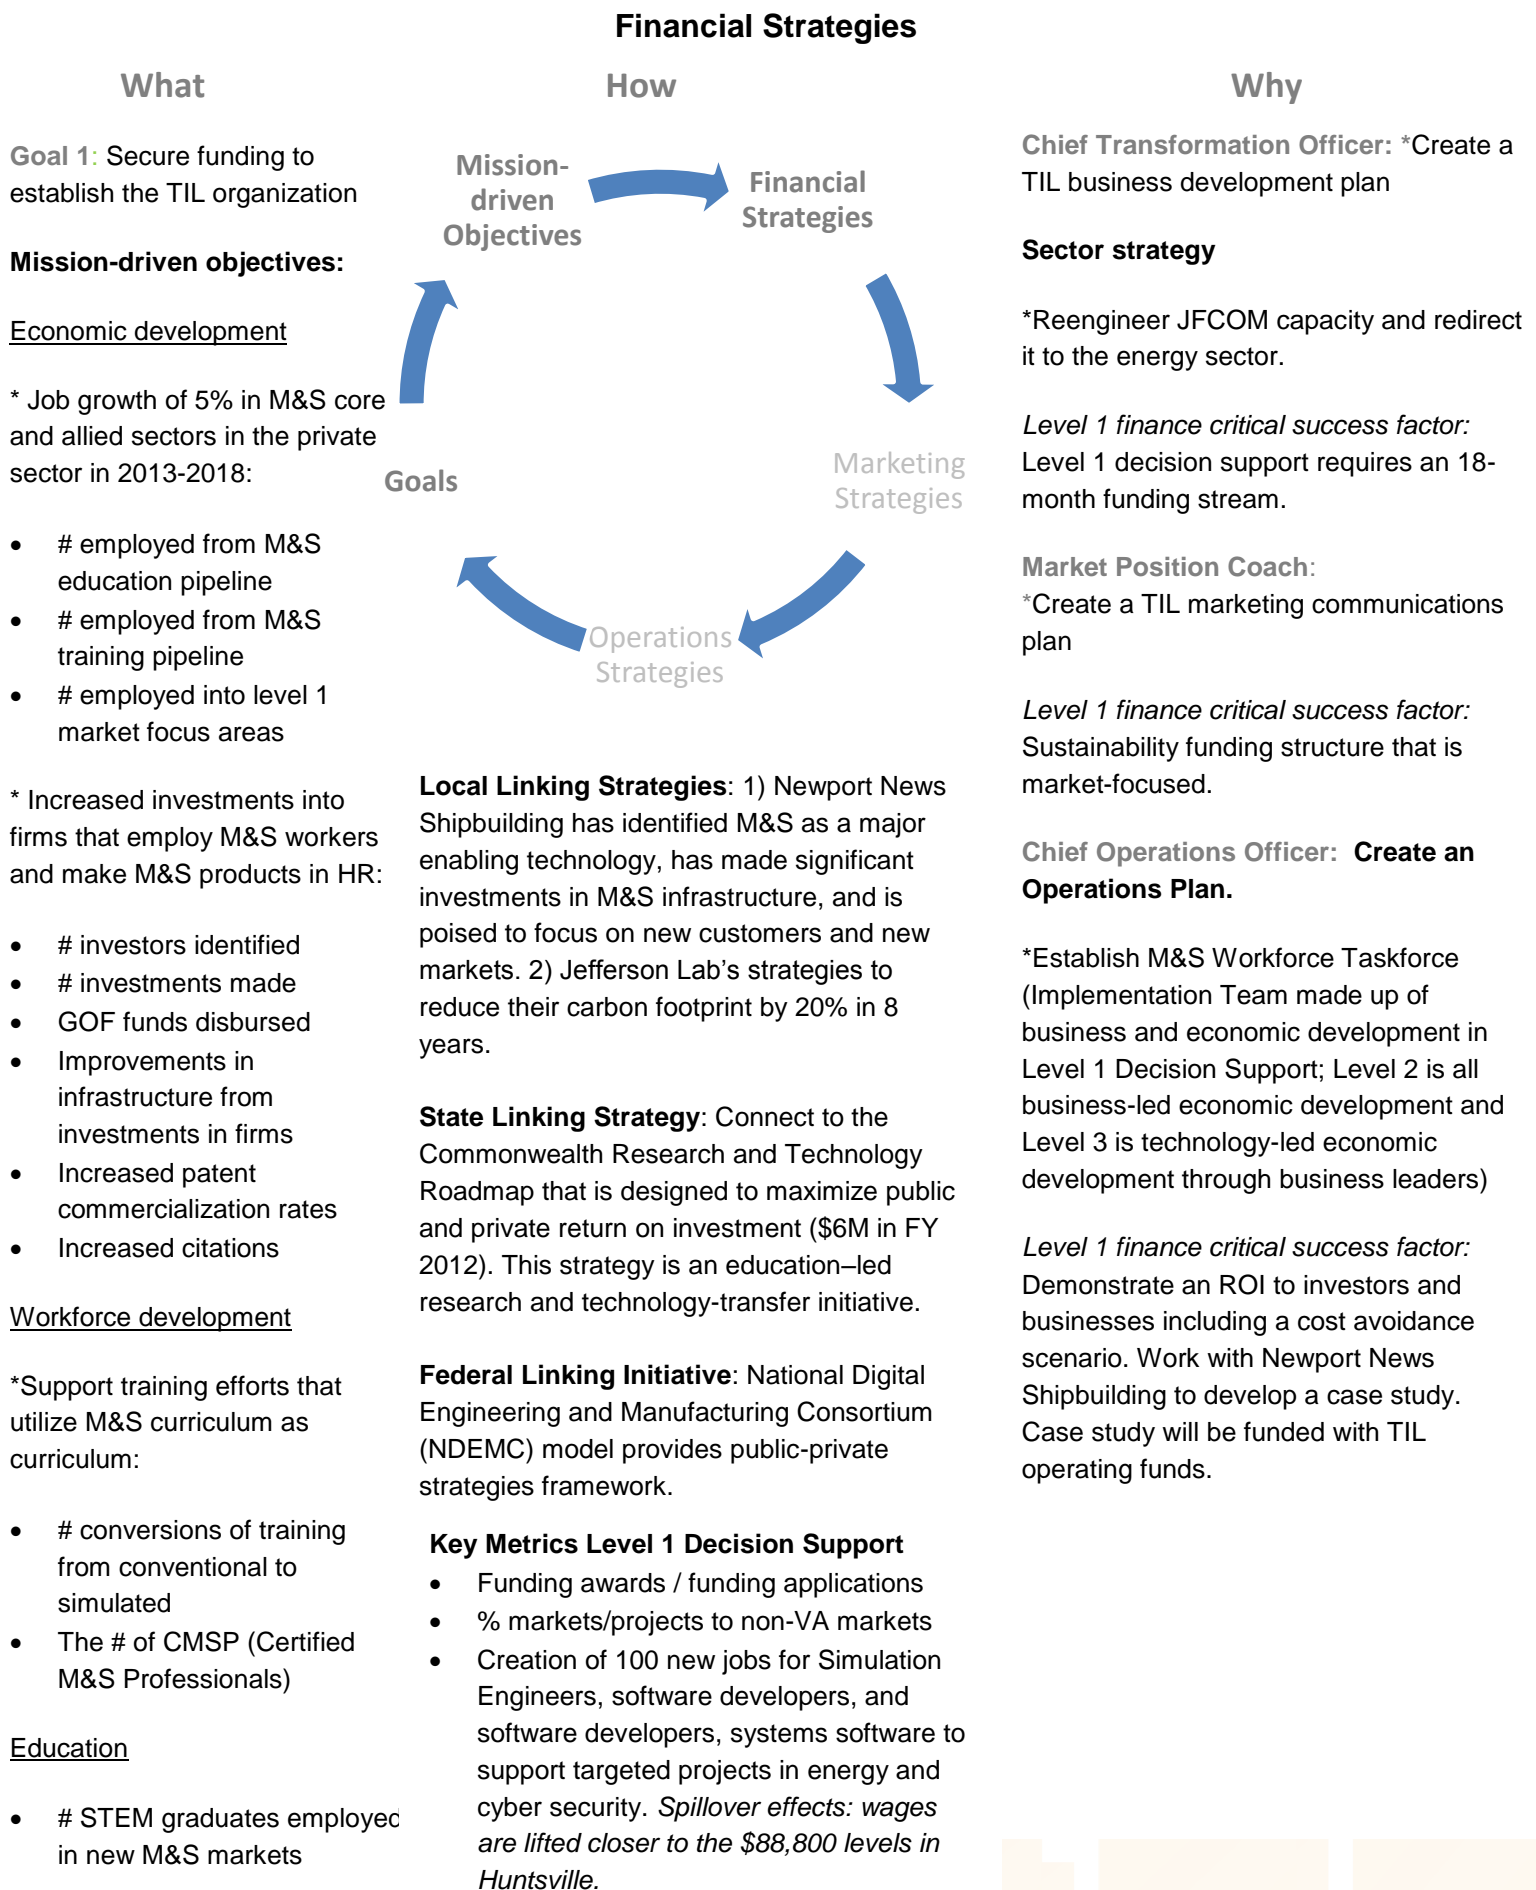 Financial Strategies
What
Goal 1: Secure funding to
establish the TIL organization
Mission-driven objectives:
Economic development
* Job growth of 5% in M&S core
and allied sectors in the private
sector in 2013-2018:
• # employed from M&S
education pipeline
• # employed from M&S
training pipeline
• # employed into level 1
market focus areas
* Increased investments into
firms that employ M&S workers
and make M&S products in HR:
• # investors identified
• # investments made
• GOF funds disbursed
• Improvements in
infrastructure from
investments in firms
• Increased patent
commercialization rates
• Increased citations
Workforce development
*Support training efforts that
utilize M&S curriculum as
curriculum:
• # conversions of training
from conventional to
simulated
• The # of CMSP (Certified
M&S Professionals)
Education
• # STEM graduates employed
in new M&S markets
How
Mission-
driven
Objectives
Financial
Strategies
Marketing
Strategies
Operations
Strategies
Goals
Local Linking Strategies: 1) Newport News
Shipbuilding has identified M&S as a major
enabling technology, has made significant
investments in M&S infrastructure, and is
poised to focus on new customers and new
markets. 2) Jefferson Lab’s strategies to
reduce their carbon footprint by 20% in 8
years.
State Linking Strategy: Connect to the
Commonwealth Research and Technology
Roadmap that is designed to maximize public
and private return on investment ($6M in FY
2012). This strategy is an education–led
research and technology-transfer initiative.
Federal Linking Initiative: National Digital
Engineering and Manufacturing Consortium
(NDEMC) model provides public-private
strategies framework.
Key Metrics Level 1 Decision Support
• Funding awards / funding applications
• % markets/projects to non-VA markets
• Creation of 100 new jobs for Simulation
Engineers, software developers, and
software developers, systems software to
support targeted projects in energy and
cyber security. Spillover effects: wages
are lifted closer to the $88,800 levels in
Huntsville.
Why
Chief Transformation Officer: *Create a
TIL business development plan
Sector strategy
*Reengineer JFCOM capacity and redirect
it to the energy sector.
Level 1 finance critical success factor:
Level 1 decision support requires an 18-
month funding stream.
Market Position Coach:
*Create a TIL marketing communications
plan
Level 1 finance critical success factor:
Sustainability funding structure that is
market-focused.
Chief Operations Officer: Create an
Operations Plan.
*Establish M&S Workforce Taskforce
(Implementation Team made up of
business and economic development in
Level 1 Decision Support; Level 2 is all
business-led economic development and
Level 3 is technology-led economic
development through business leaders)
Level 1 finance critical success factor:
Demonstrate an ROI to investors and
businesses including a cost avoidance
scenario. Work with Newport News
Shipbuilding to develop a case study.
Case study will be funded with TIL
operating funds.